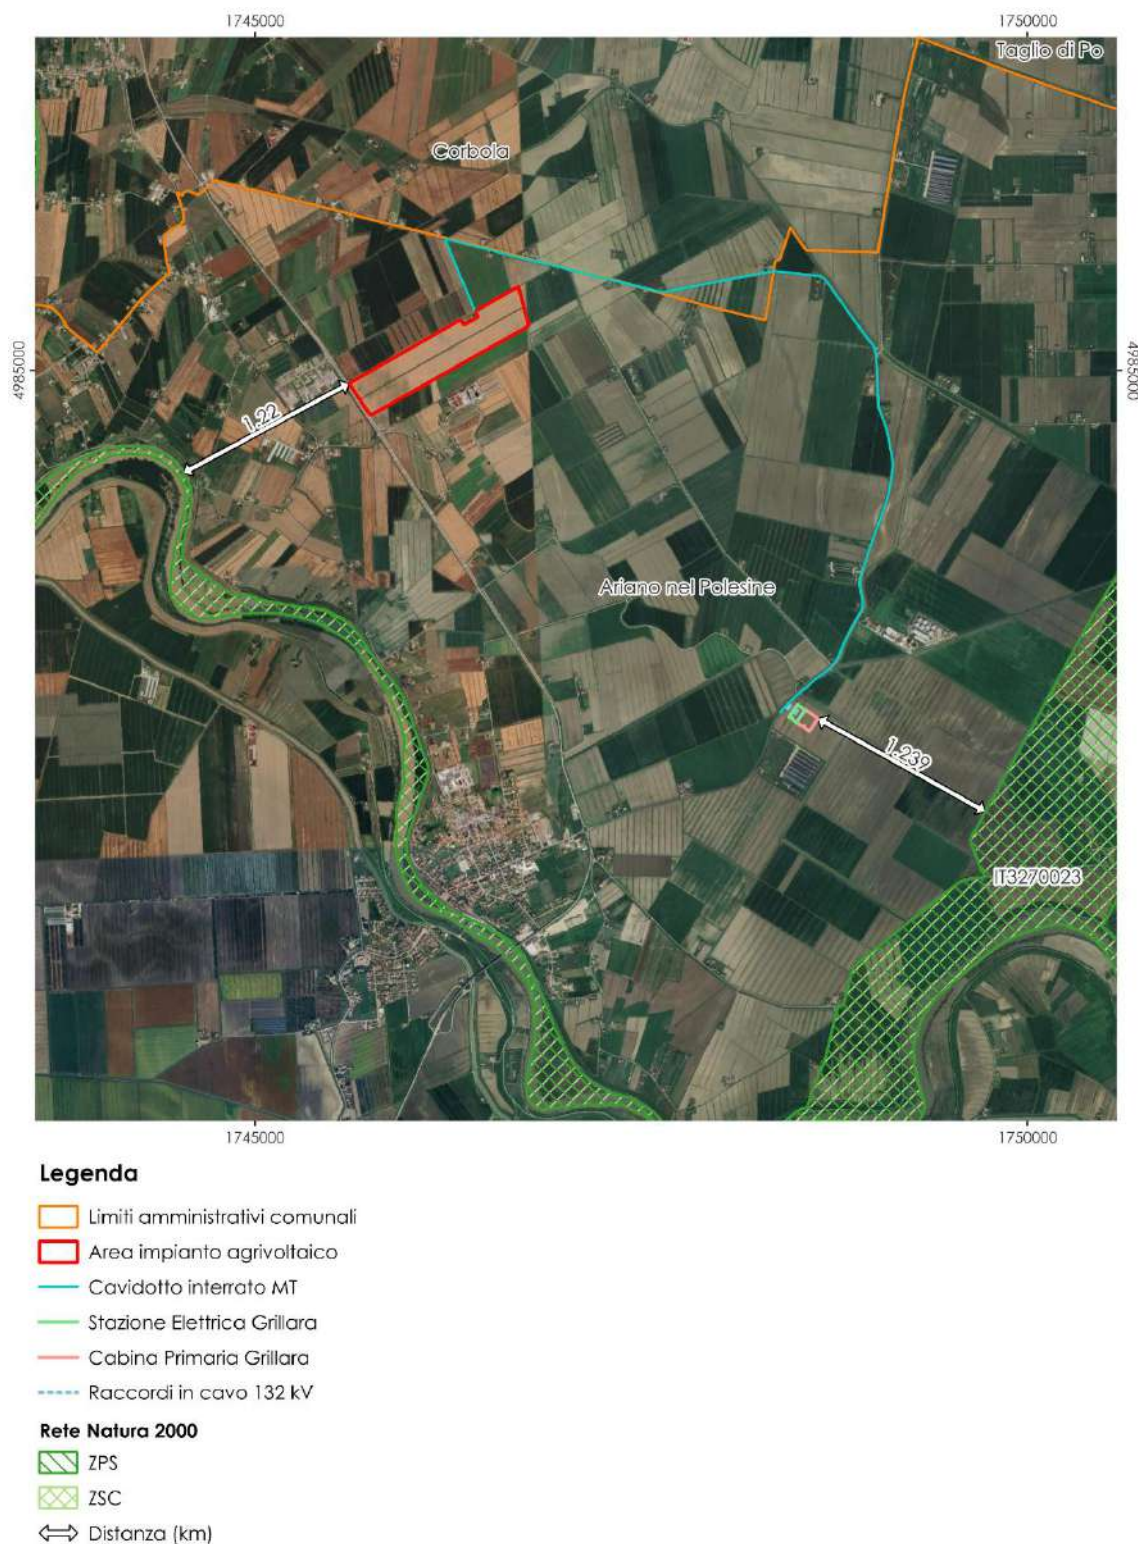 1745000
1750000
Taglio di Po
Corbola
4985000
4985000
1.22
Ariano nel Polesine
1.239
IT3270023
1745000
1750000
Legenda
Limiti amministrativi comunali
Area impianto agrivoltaico
Cavidotto interrato MT
Stazione Elettrica Grillara
Cabina Primaria Grillara
Raccordi in cavo 132 kV
Rete Natura 2000
ZPS
ZSC
Distanza (km)